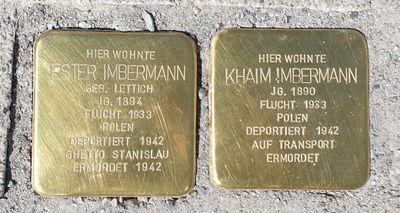 HIER WOHNTE
ESTER IMBERMANN
GEB. LETTICH
JG. 1894
FLUCHT 1933
POLEN
DEPORTIERT 1942
GHETTO STANISLAU
ERMORDET 1942
HIER WOHNTE
KHAIM IMBERMANN
JG. 1890
FLUCHT 1933
POLEN
DEPORTIERT 1942
AUF TRANSPORT
ERMORDET